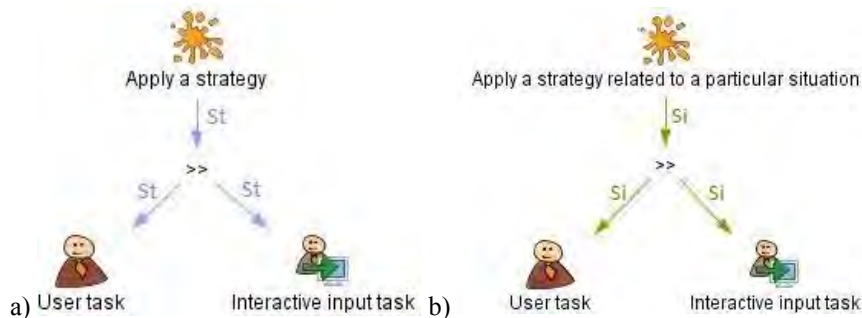 Apply a strategy
St
>>
St St
a) User task Interactive input task
Apply a strategy related to a particular situation
Si
>>
Si Si
b) User task Interactive input task